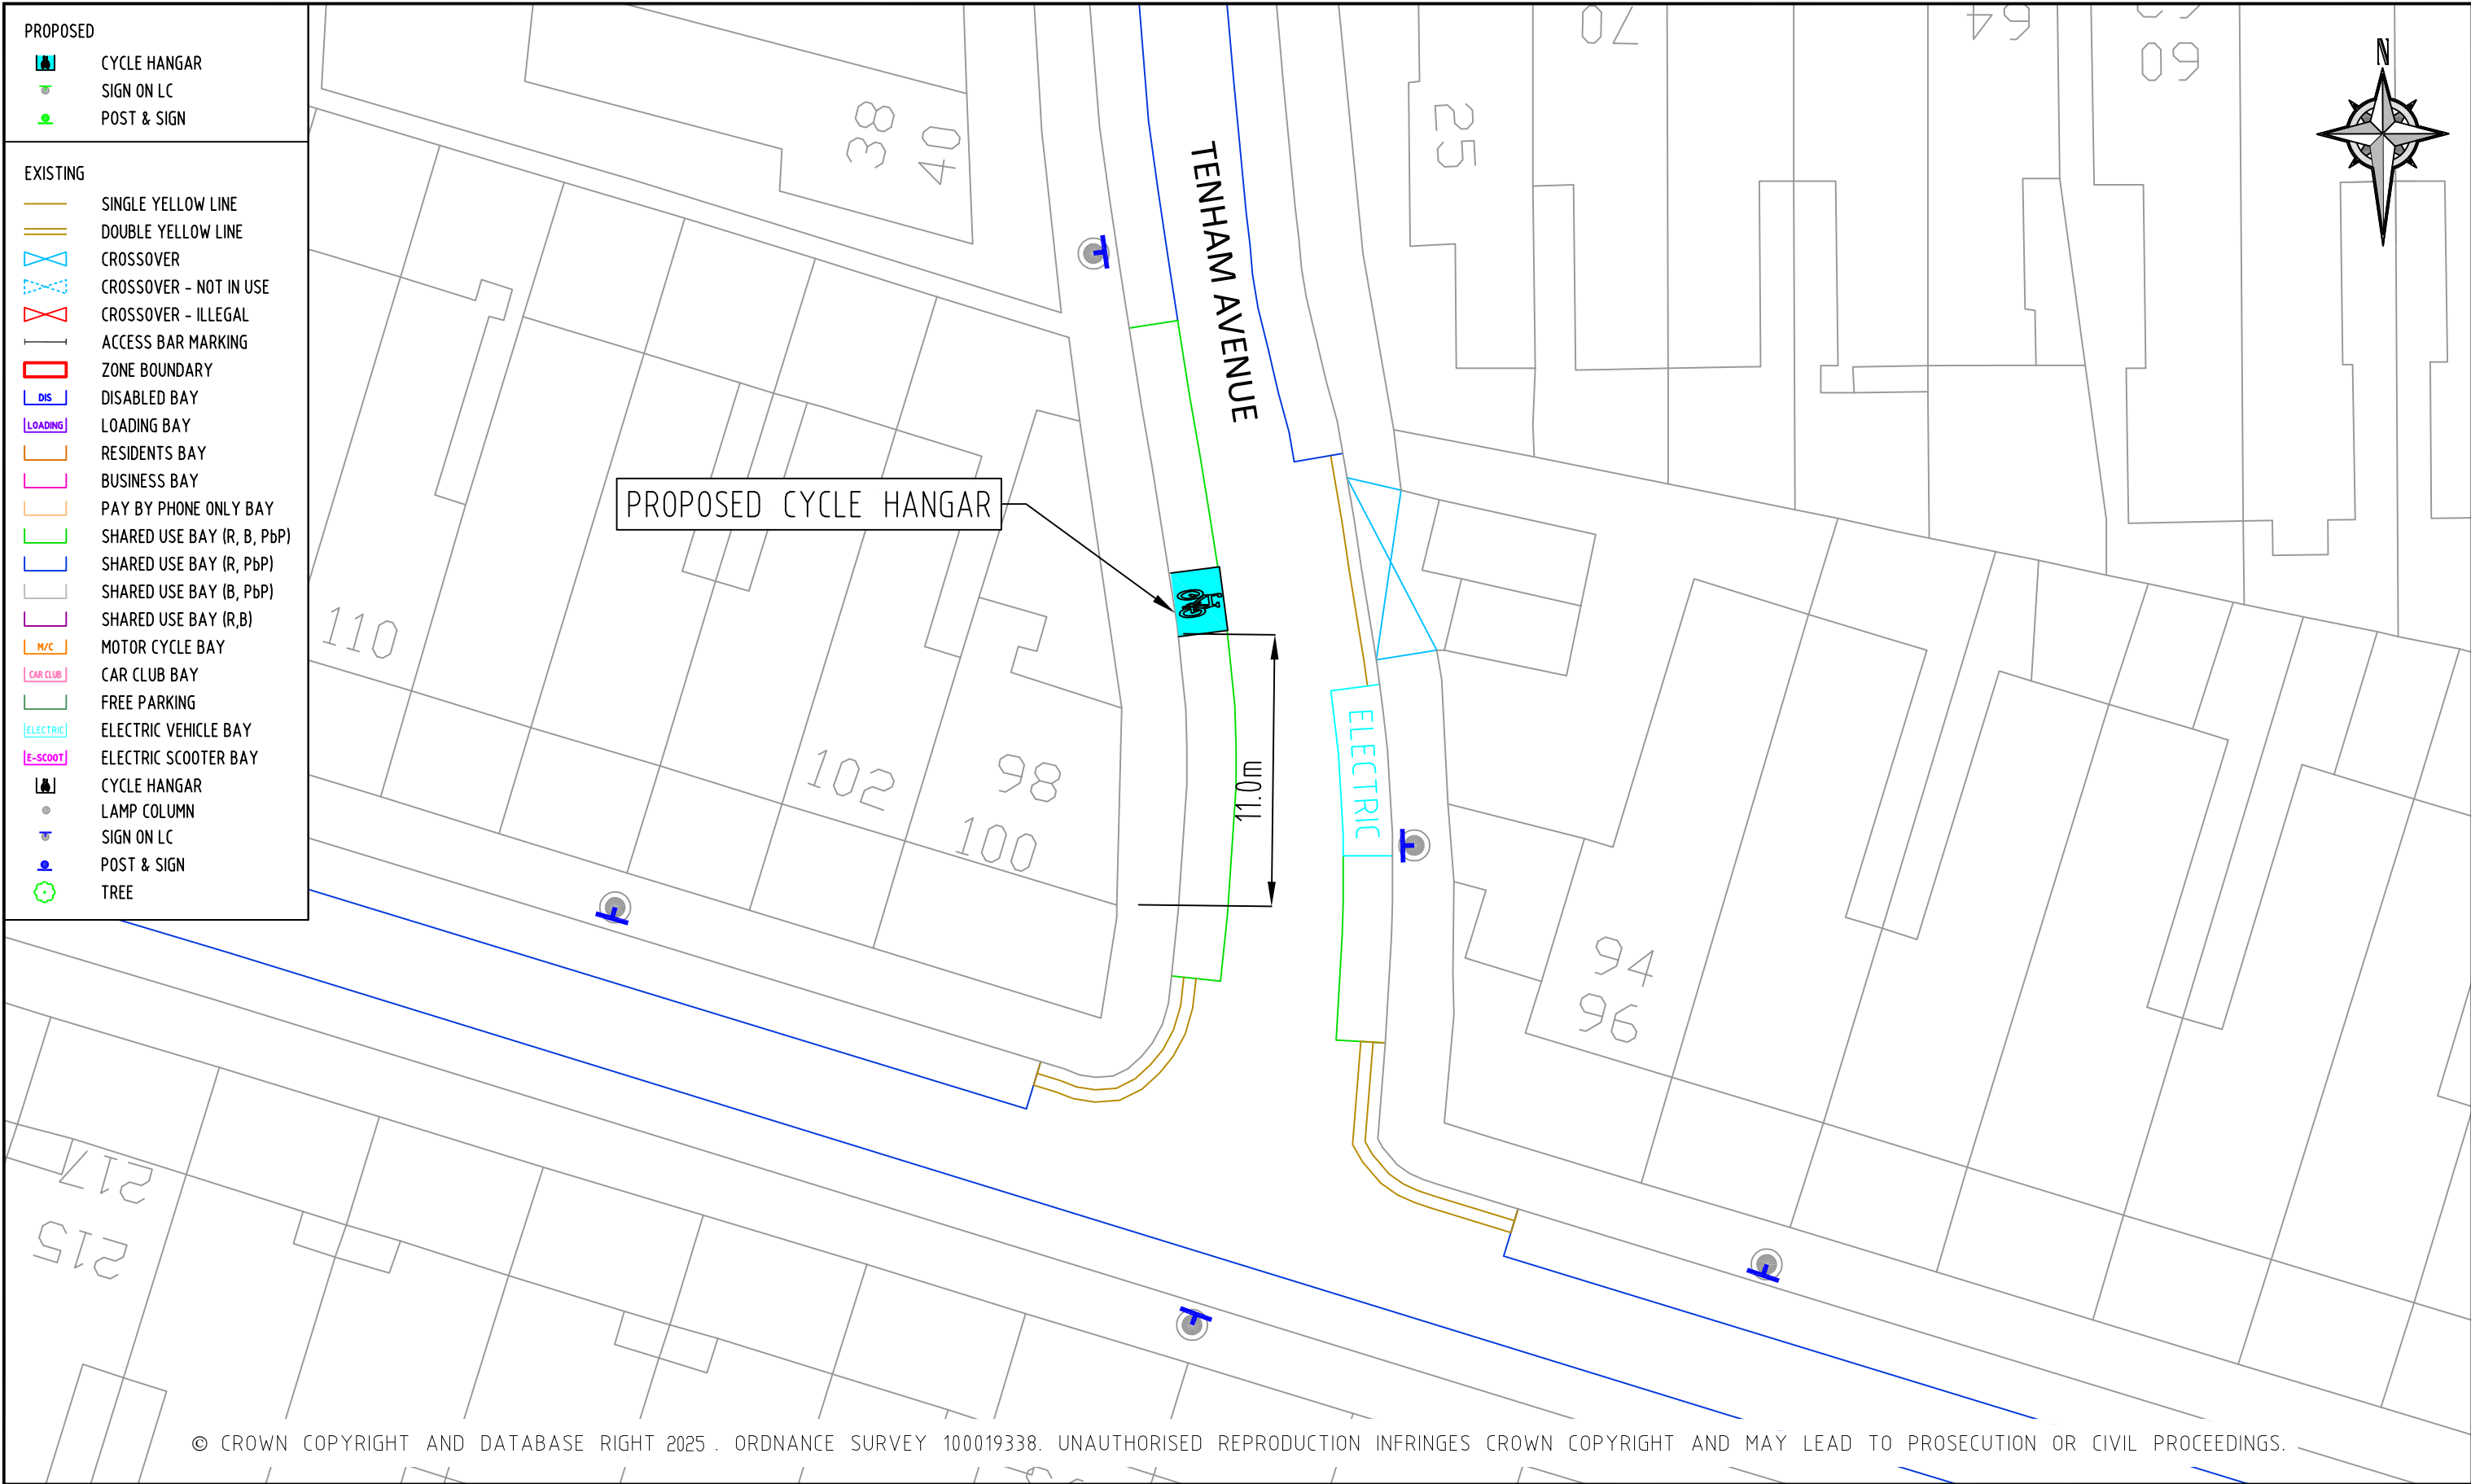 PROPOSED
CYCLE HANGAR
SIGN ON LC
POST & SIGN
EXISTING
SINGLE YELLOW LINE
DOUBLE YELLOW LINE
CROSSOVER
CROSSOVER - NOT IN USE
CROSSOVER - ILLEGAL
ACCESS BAR MARKING
ZONE BOUNDARY
DIS DISABLED BAY
LOADING LOADING BAY
RESIDENTS BAY
BUSINESS BAY
PAY BY PHONE ONLY BAY
SHARED USE BAY (R, B, PbP)
SHARED USE BAY (R, PbP)
SHARED USE BAY (B, PbP)
SHARED USE BAY (R,B)
M/C MOTOR CYCLE BAY
CAR CLUB CAR CLUB BAY
FREE PARKING
ELECTRIC ELECTRIC VEHICLE BAY
E-SCOOT ELECTRIC SCOOTER BAY
CYCLE HANGAR
LAMP COLUMN
SIGN ON LC
POST & SIGN
TREE
N
38
40
TENHAM AVENUE
25
70
64
60
PROPOSED CYCLE HANGAR
110
102
98
100
11.0m
ELECTRIC
94
96
217
215
© CROWN COPYRIGHT AND DATABASE RIGHT 2025 . ORDNANCE SURVEY 100019338. UNAUTHORISED REPRODUCTION INFRINGES CROWN COPYRIGHT AND MAY LEAD TO PROSECUTION OR CIVIL PROCEEDINGS.